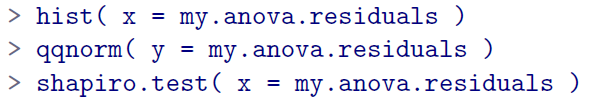 > hist( x = my.anova.residuals )
> qqnorm( y = my.anova.residuals )
> shapiro.test( x = my.anova.residuals )